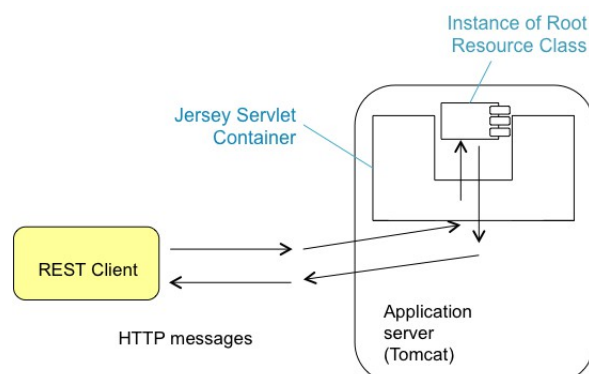 Instance of Root
Resource Class
Jersey Servlet
Container
REST Client
HTTP messages
Application
server
(Tomcat)